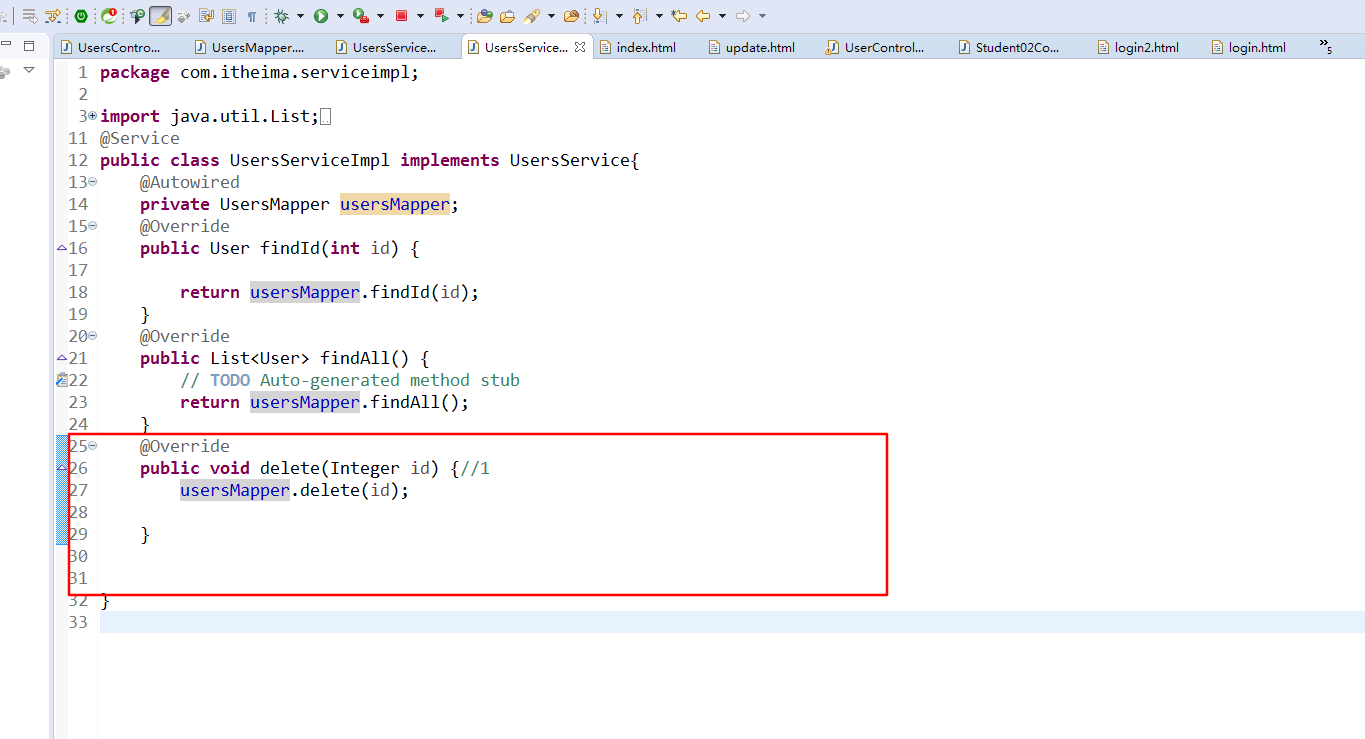 UsersContro...
UsersMapper....
UsersService...
UsersService...
index.html
update.html
UserControl...
Student02Co...
login2.html
login.html
»5
1 package com.itheima.serviceimpl;
2
3 import java.util.List;
11 @Service
12 public class UsersServiceImpl implements UsersService{
13 @Autowired
14 private UsersMapper usersMapper;
15 @Override
16 public User findId(int id) {
17
18 return usersMapper.findId(id);
19 }
20 @Override
21 public List<User> findAll() {
22 // TODO Auto-generated method stub
23 return usersMapper.findAll();
24 }
25 @Override
26 public void delete(Integer id) {//1
27 usersMapper.delete(id);
28
29 }
30
31
32 }
33